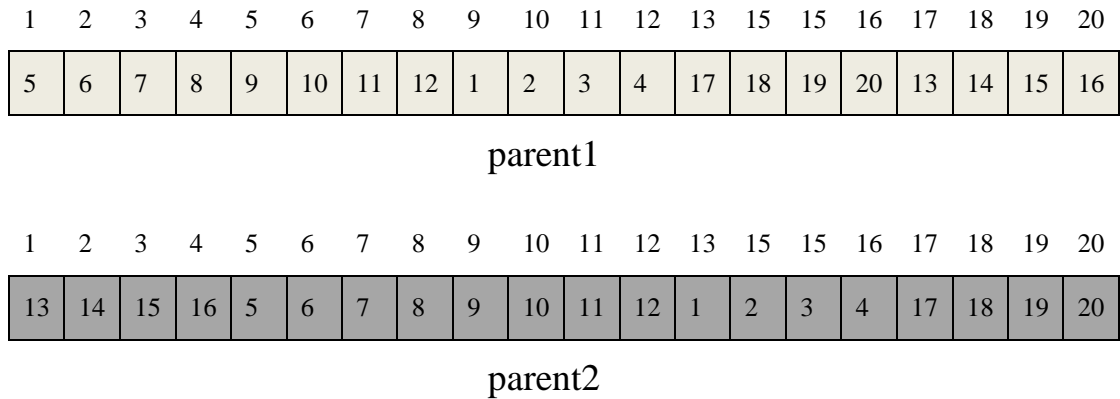 1 2 3 4 5 6 7 8 9 10 11 12 13 15 15 16 17 18 19 20
5 6 7 8 9 10 11 12 1 2 3 4 17 18 19 20 13 14 15 16
parent1
1 2 3 4 5 6 7 8 9 10 11 12 13 15 15 16 17 18 19 20
13 14 15 16 5 6 7 8 9 10 11 12 1 2 3 4 17 18 19 20
parent2